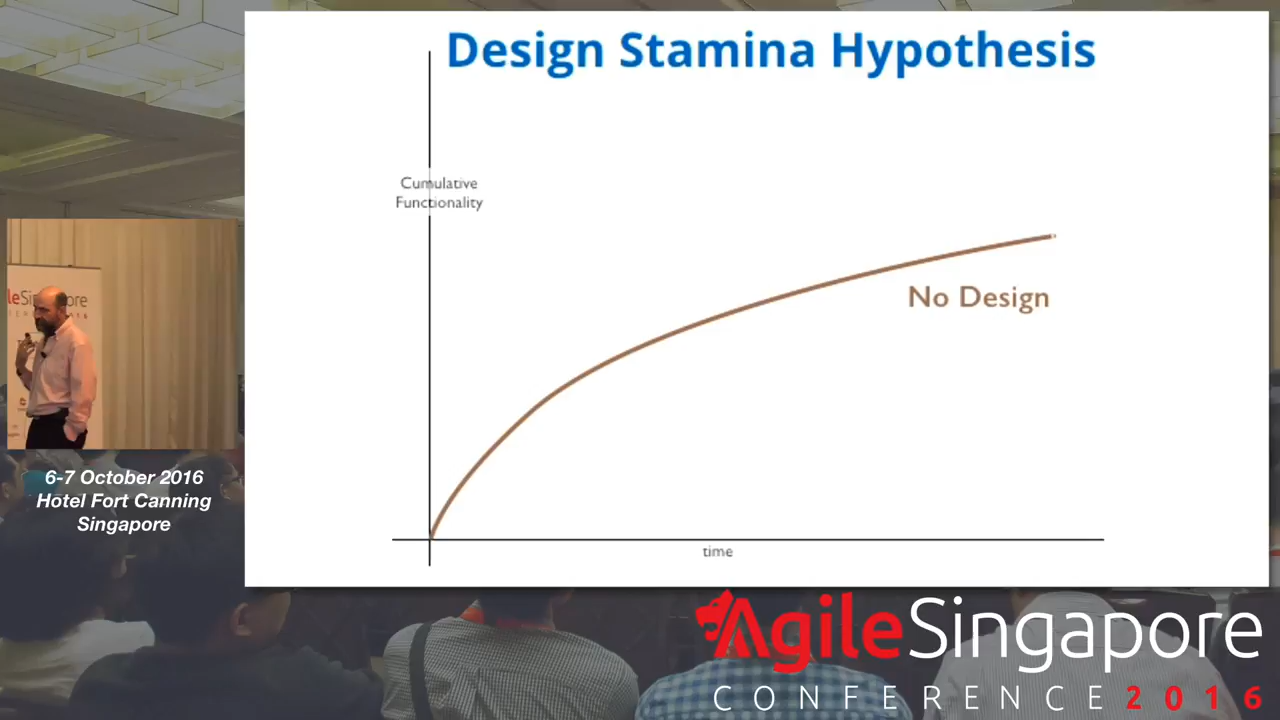 Design Stamina Hypothesis
Cumulative
Functionality
No Design
time
6-7 October 2016
Hotel Fort Canning
Singapore
AgileSingapore
CONFERENCE 2016